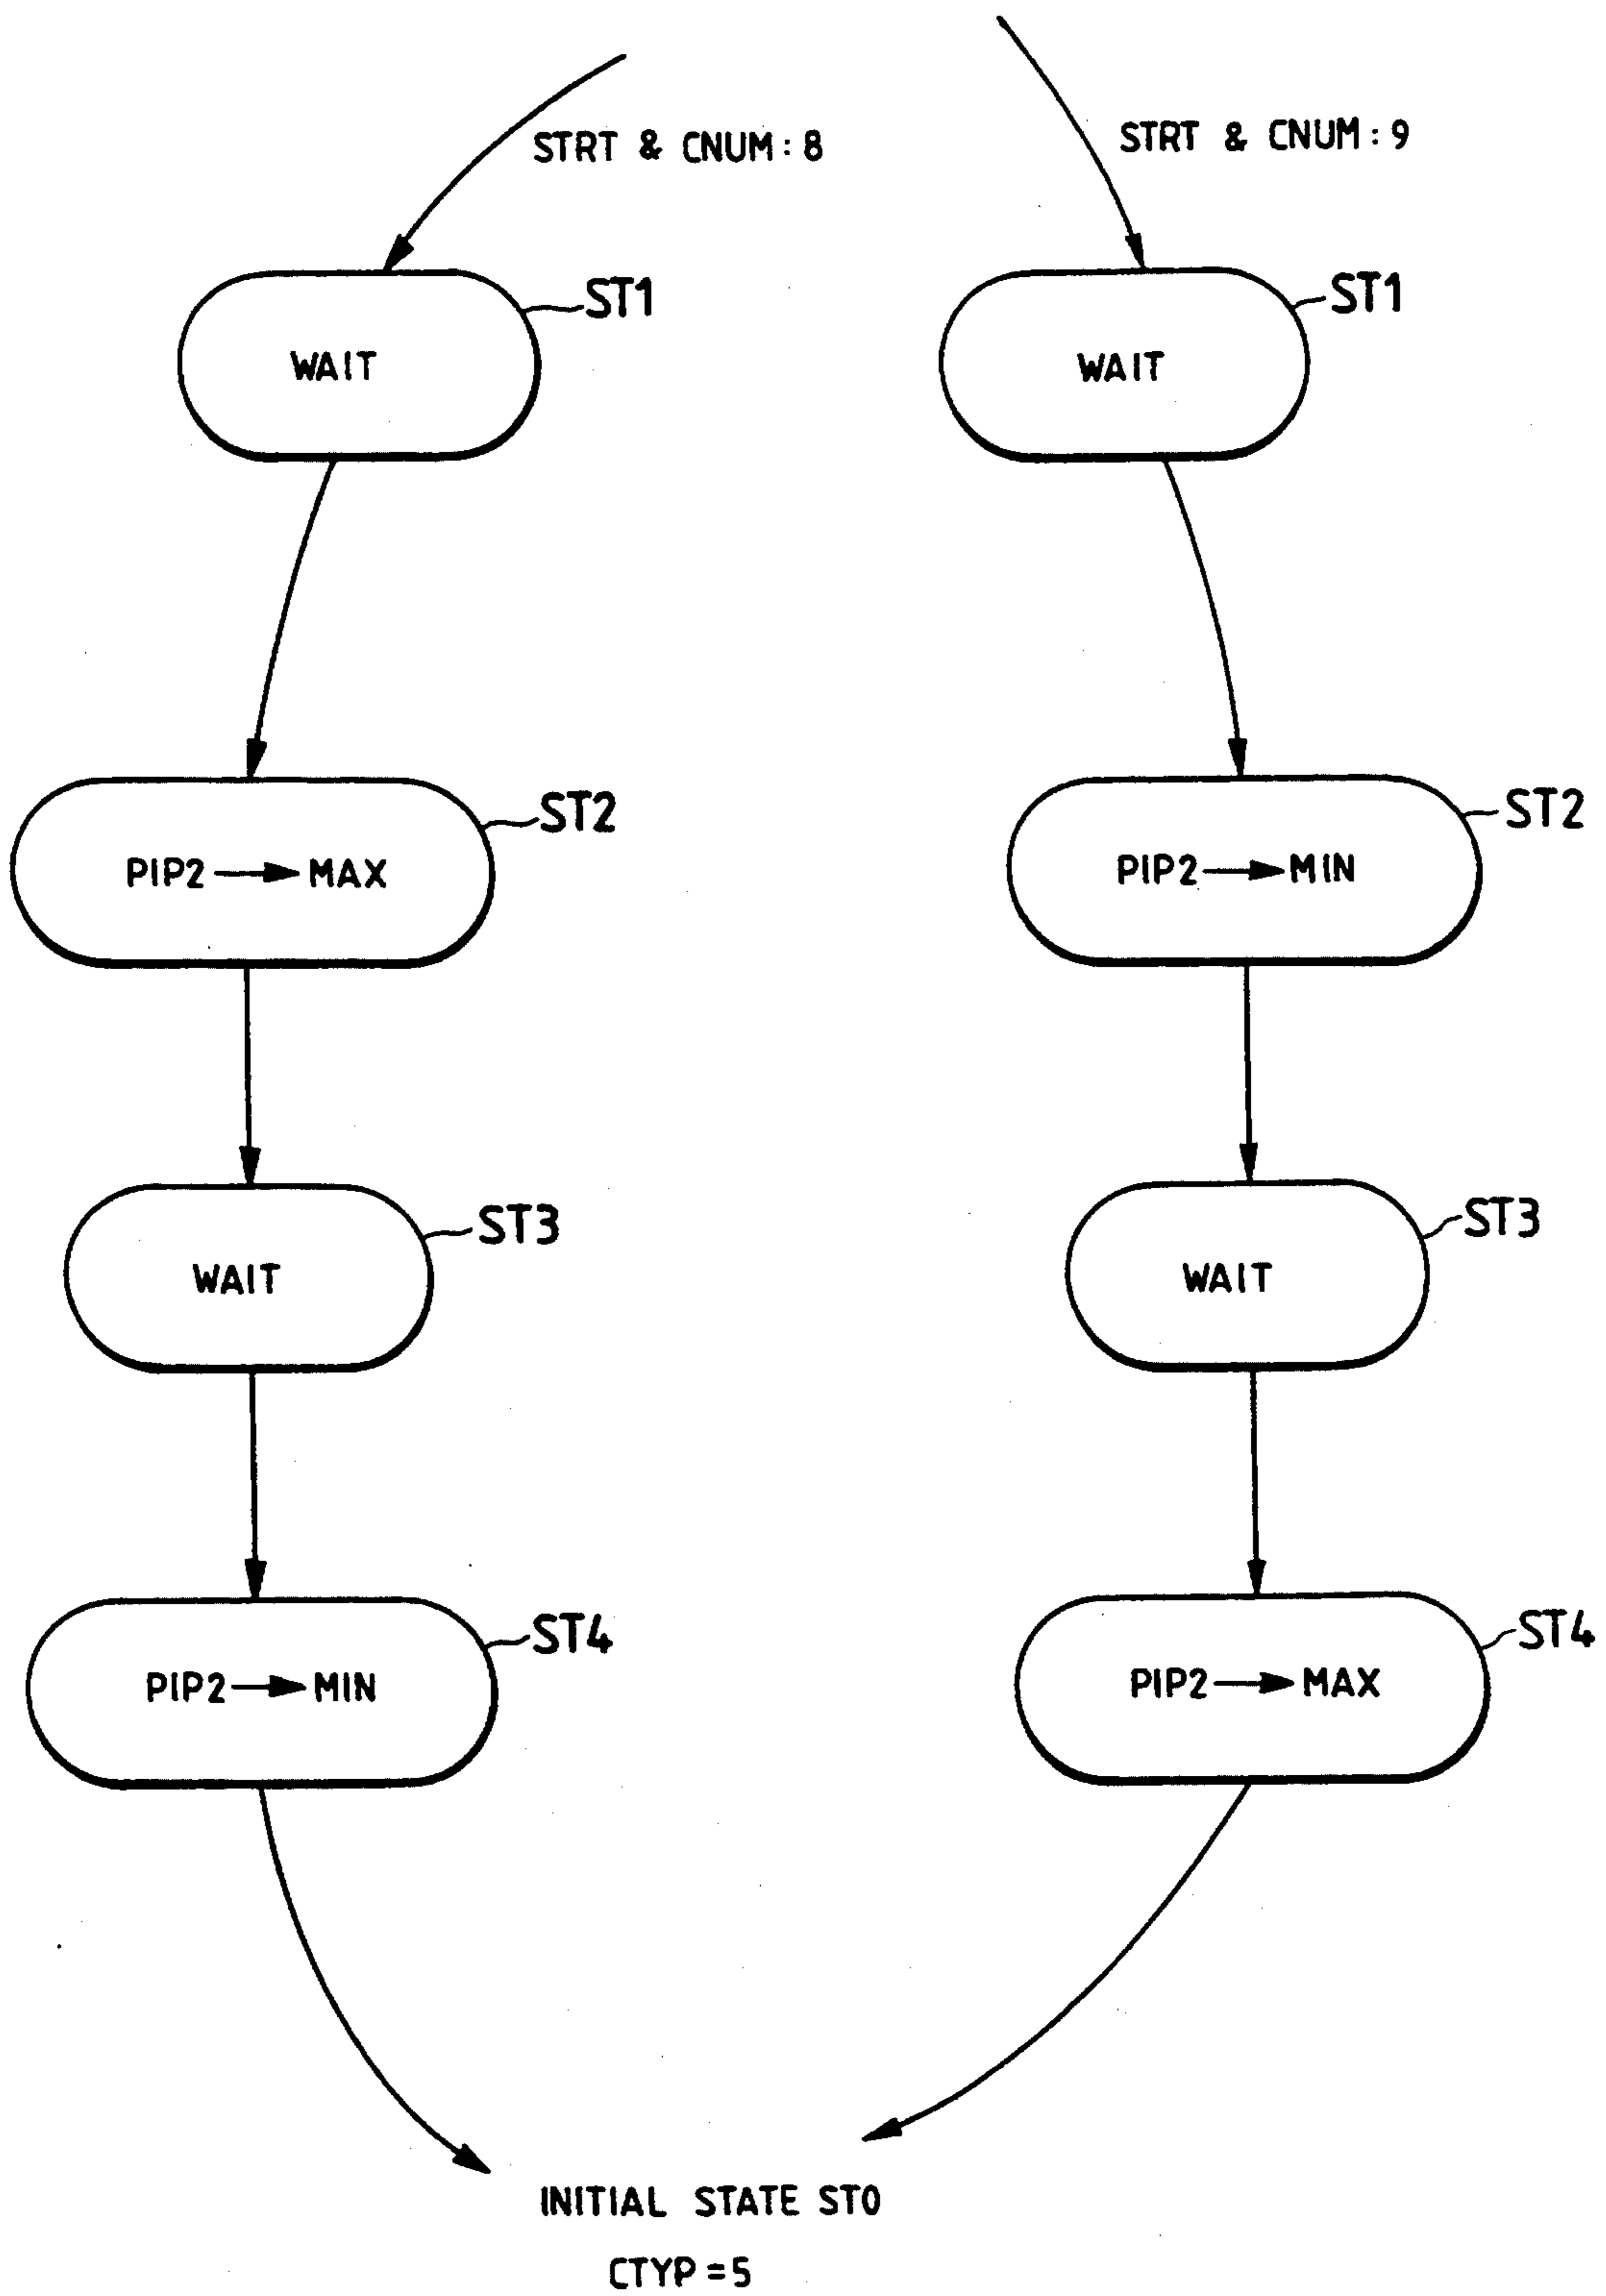 STRT & CNUM : 8
STRT & CNUM : 9
ST1
WAIT
ST1
WAIT
ST2
PIP2 → MAX
ST2
PIP2 → MIN
ST3
WAIT
ST3
WAIT
ST4
PIP2 → MIN
ST4
PIP2 → MAX
INITIAL STATE ST0
CTYP = 5